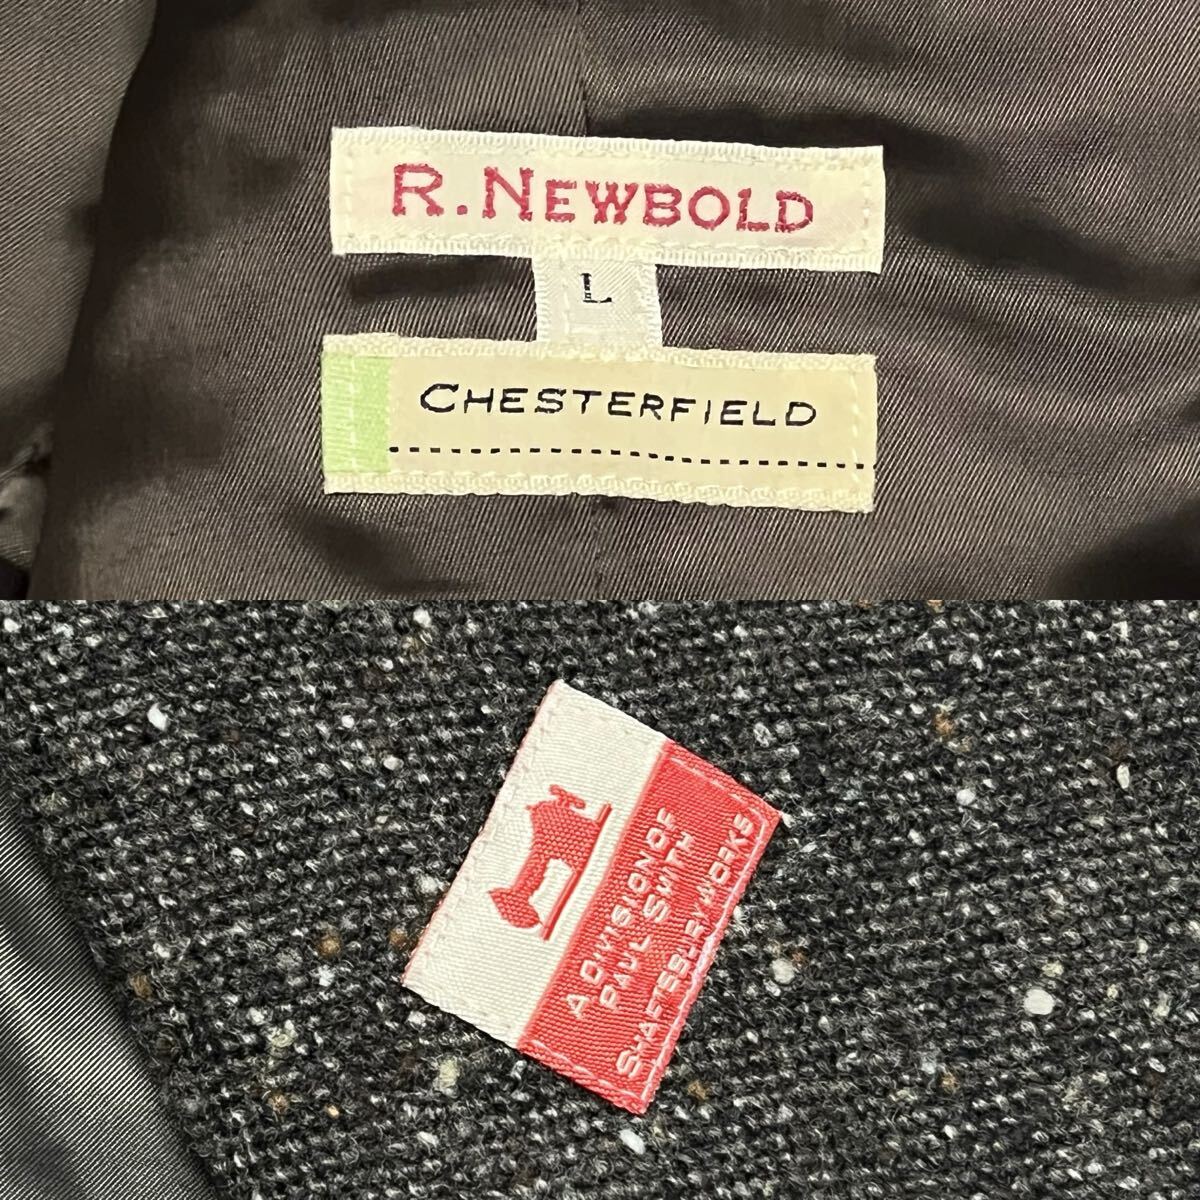 R. NEWBOLD
L
CHESTERFIELD
A DIVISION OF
PAUL SMITH
SHAFTESBURY WORKS